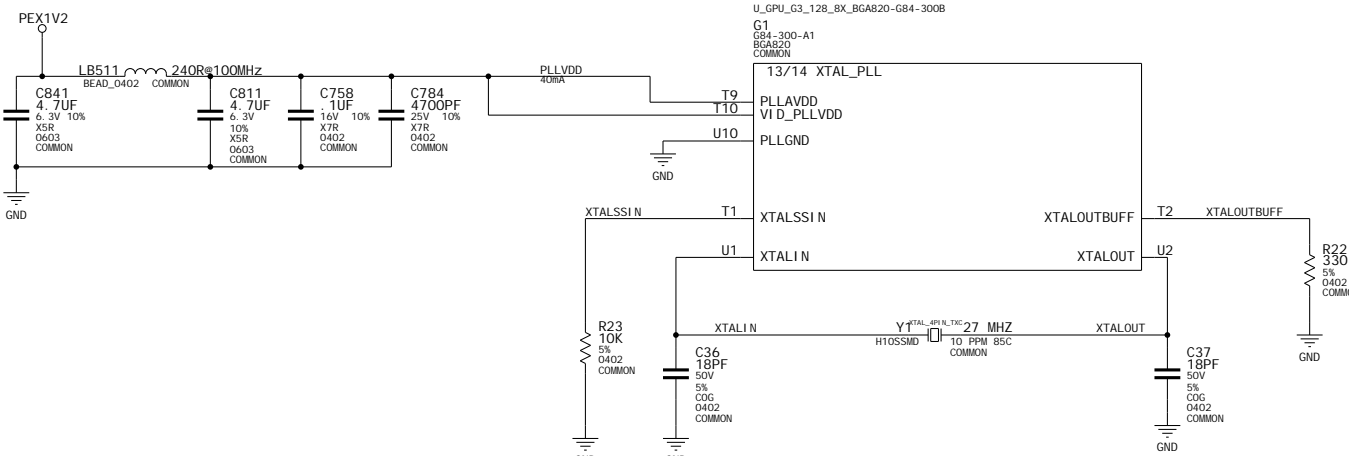 U_GPU_G3_128_8X_BGA820-G84-300B
G1
G84-300-A1
BGA820
COMMON
13/14 XTAL_PLL
PEX1V2
LB511 240R@100MHz
BEAD_0402 COMMON
PLLVDD
40mA
C841
4.7UF
6.3V 10%
X5R
0603
COMMON
C811
4.7UF
6.3V
10%
X5R
0603
COMMON
C758
.1UF
16V 10%
X7R
0402
COMMON
C784
4700PF
25V 10%
X7R
0402
COMMON
T9 PLLAVDD
T10 VID_PLLVDD
U10 PLLGND
GND
GND
XTALSSIN T1 XTALSSIN
XTALOUTBUFF T2 XTALOUTBUFF
U1 XTALIN
XTALOUT U2
R22
330
5%
0402
GND
R23
10K
5%
0402
COMMON
XTALIN
Y1 XTAL_4PIN_TXC 27 MHZ
H10SSMD 10 PPM 85C
COMMON
XTALOUT
C36
18PF
50V
5%
COG
0402
COMMON
C37
18PF
50V
5%
COG
0402
COMMON
GND